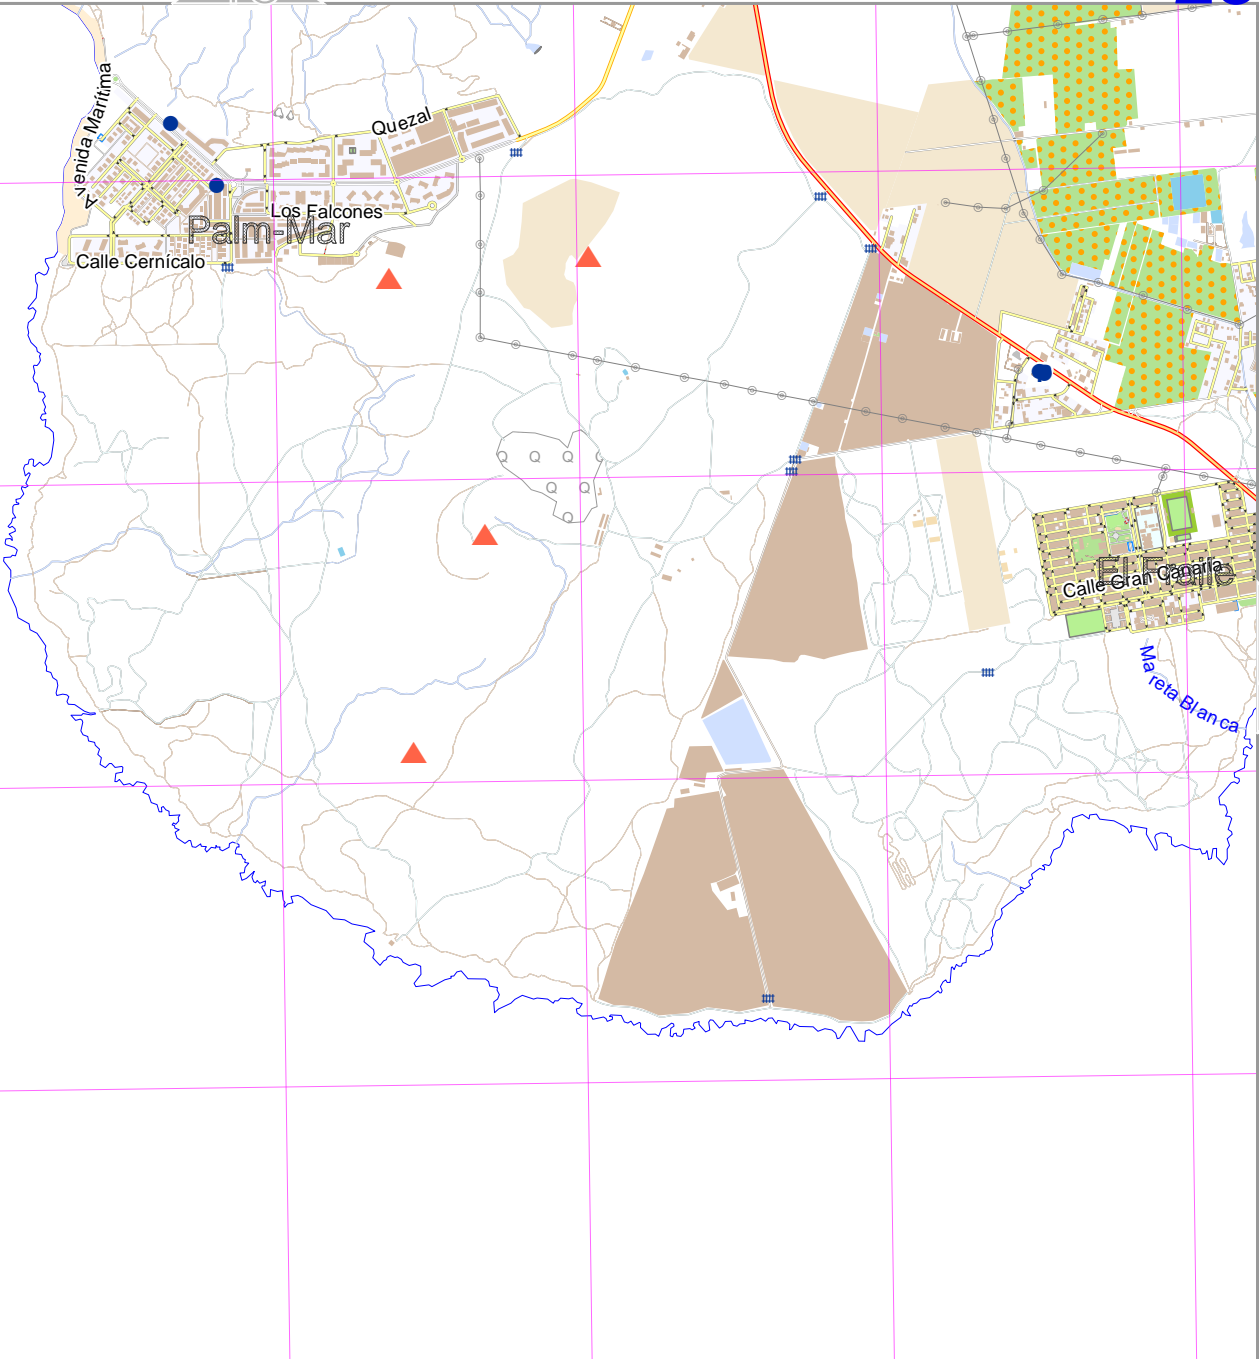 Avenida Marítima
Quezal
Los Falcones
Palm-Mar
Calle Cernícalo
Q Q Q
Q Q
Q
El Fraile
Calle Gran Canaria
Mareta Blanca